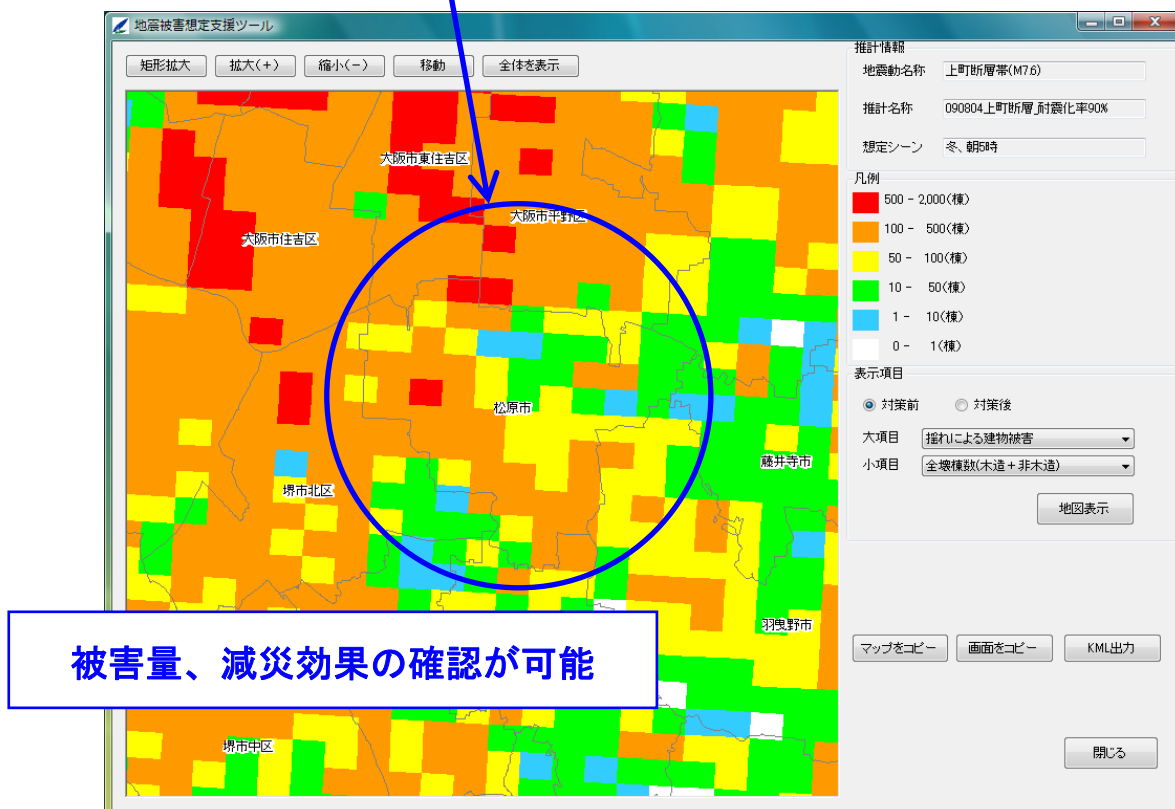 地震被害想定支援ツール
矩形拡大 拡大(+) 縮小(-) 移動 全体を表示
大阪市東住吉区
大阪市平野区
大阪市住吉区
松原市
藤井寺市
堺市北区
羽曳野市
堺市中区
被害量、減災効果の確認が可能
推計情報
地震動名称 上町断層帯(M7.6)
推計名称 090804上町断層_耐震化率90%
想定シーン 冬、朝5時
凡例
500 - 2,000(棟)
100 - 500(棟)
50 - 100(棟)
10 - 50(棟)
1 - 10(棟)
0 - 1(棟)
表示項目
対策前 対策後
大項目 揺れによる建物被害
小項目 全壊棟数(木造+非木造)
地図表示
マップをコピー 画面をコピー KML出力
閉じる